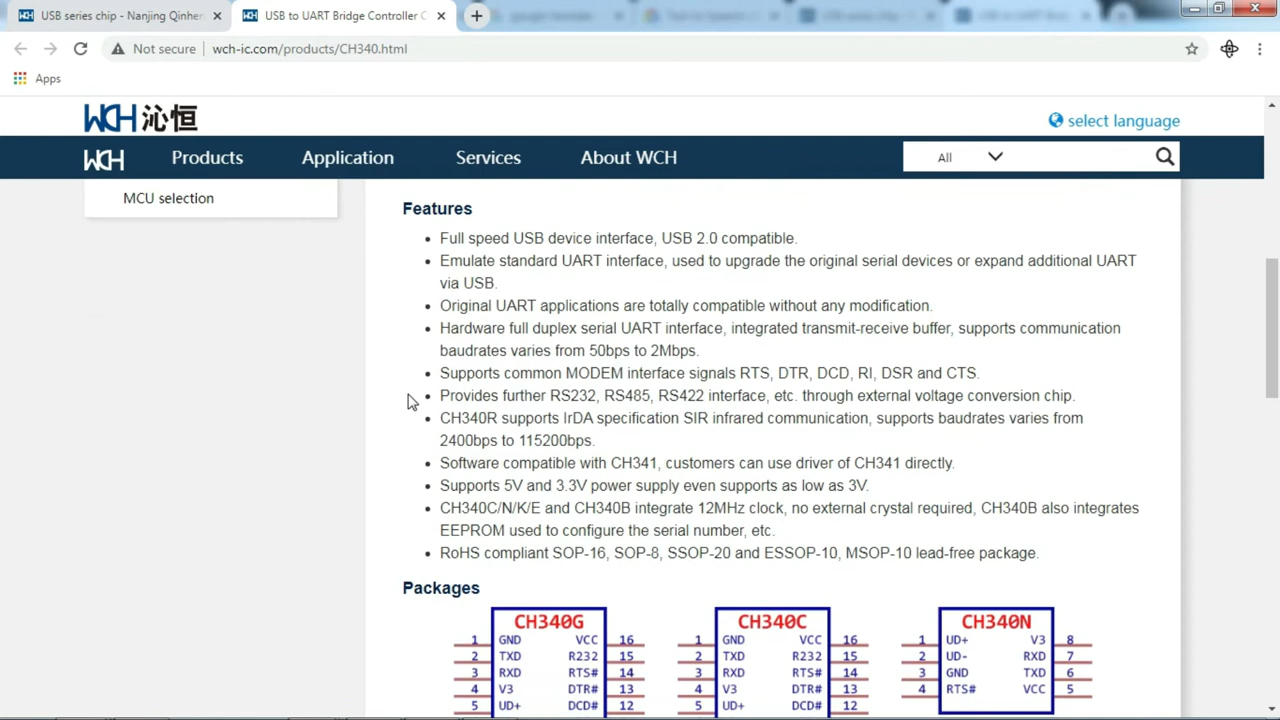 USB series chip - Nanjing Qinher
USB to UART Bridge Controller C
Not secure
wch-ic.com/products/CH340.html
Apps
WCH 沁恒
select language
WCH
Products
Application
Services
About WCH
All
MCU selection
Features
Full speed USB device interface, USB 2.0 compatible.
Emulate standard UART interface, used to upgrade the original serial devices or expand additional UART
via USB.
Original UART applications are totally compatible without any modification.
Hardware full duplex serial UART interface, integrated transmit-receive buffer, supports communication
baudrates varies from 50bps to 2Mbps.
Supports common MODEM interface signals RTS, DTR, DCD, RI, DSR and CTS.
Provides further RS232, RS485, RS422 interface, etc. through external voltage conversion chip.
CH340R supports IrDA specification SIR infrared communication, supports baudrates varies from
2400bps to 115200bps.
Software compatible with CH341, customers can use driver of CH341 directly.
Supports 5V and 3.3V power supply even supports as low as 3V.
CH340C/N/K/E and CH340B integrate 12MHz clock, no external crystal required, CH340B also integrates
EEPROM used to configure the serial number, etc.
RoHS compliant SOP-16, SOP-8, SSOP-20 and ESSOP-10, MSOP-10 lead-free package.
Packages
CH340G
1 GND VCC 16
2 TXD R232 15
3 RXD RTS# 14
4 V3 DTR# 13
5 UD+ DCD# 12
CH340C
1 GND VCC 16
2 TXD R232 15
3 RXD RTS# 14
4 V3 DTR# 13
5 UD+ DCD# 12
CH340N
1 UD+ V3 8
2 UD- RXD 7
3 GND TXD 6
4 RTS# VCC 5